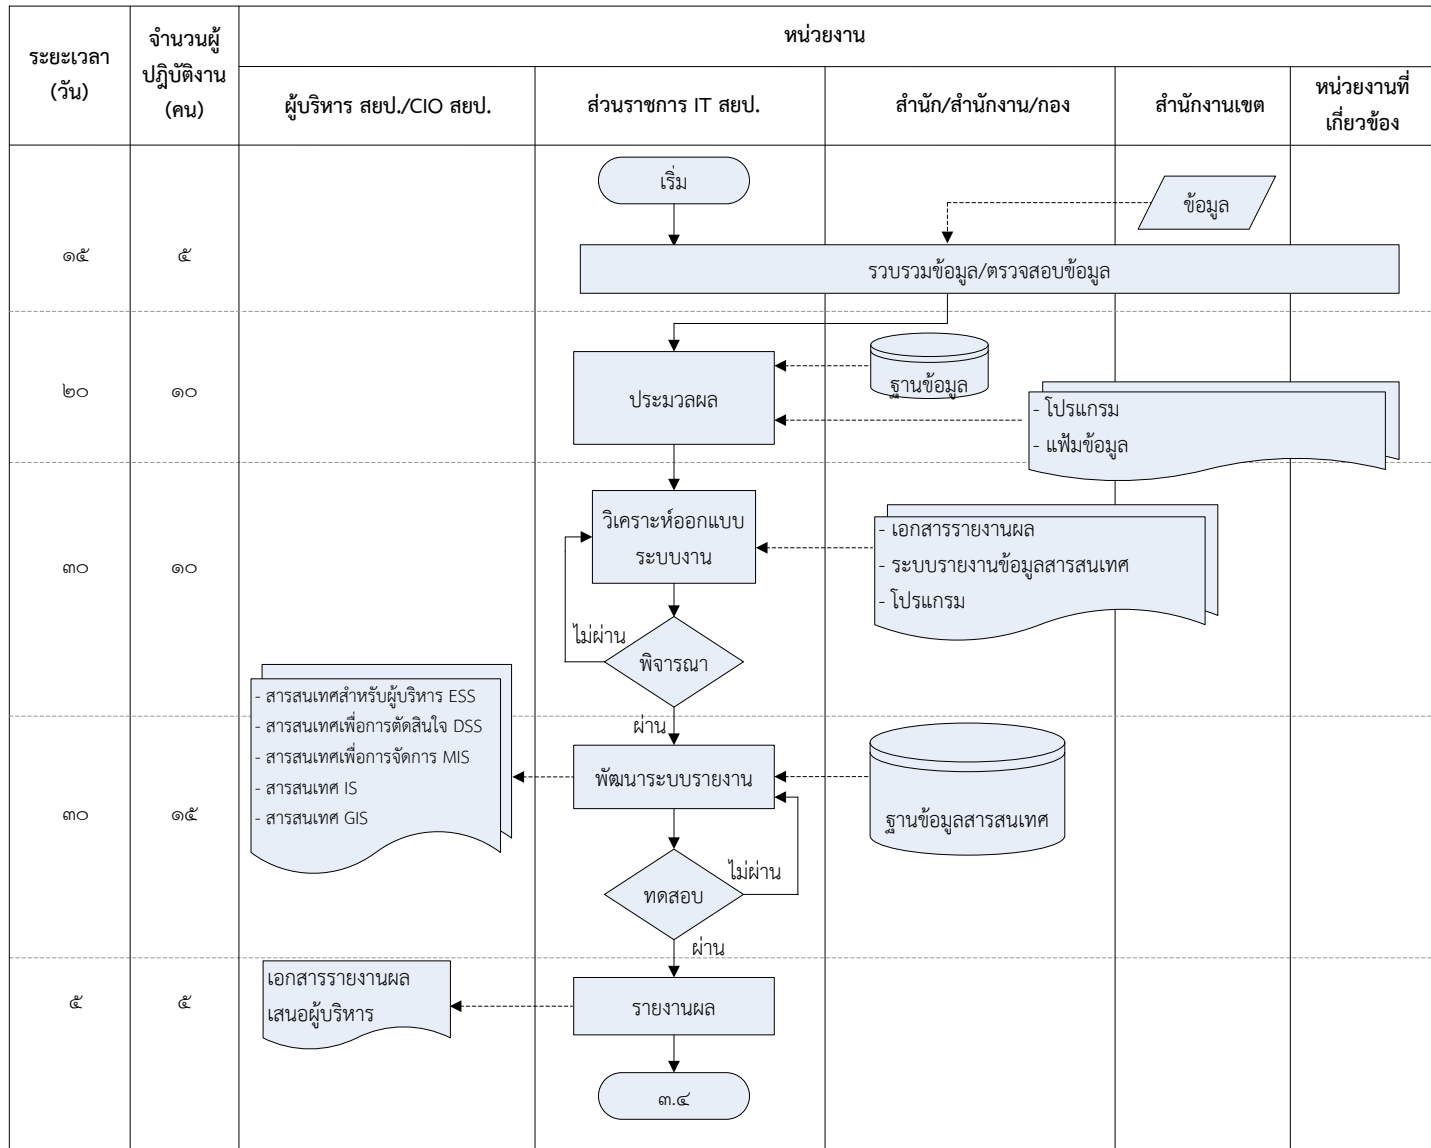 ระยะเวลา
(วัน)
จำนวนผู้
ปฎิบัติงาน
(คน)
หน่วยงาน
ผู้บริหาร สยป./CIO สยป.
ส่วนราชการ IT สยป.
สำนัก/สำนักงาน/กอง
สำนักงานเขต
หน่วยงานที่
เกี่ยวข้อง
เริ่ม
ข้อมูล
๑๕
๕
รวบรวมข้อมูล/ตรวจสอบข้อมูล
๒๐
๑๐
ประมวลผล
ฐานข้อมูล
- โปรแกรม
- แฟ้มข้อมูล
๓๐
๑๐
วิเคราะห์ออกแบบ
ระบบงาน
- เอกสารรายงานผล
- ระบบรายงานข้อมูลสารสนเทศ
- โปรแกรม
ไม่ผ่าน
พิจารณา
ผ่าน
- สารสนเทศสำหรับผู้บริหาร ESS
- สารสนเทศเพื่อการตัดสินใจ DSS
- สารสนเทศเพื่อการจัดการ MIS
- สารสนเทศ IS
- สารสนเทศ GIS
๓๐
๑๕
พัฒนาระบบรายงาน
ฐานข้อมูลสารสนเทศ
ไม่ผ่าน
ทดสอบ
ผ่าน
๕
๕
เอกสารรายงานผล
เสนอผู้บริหาร
รายงานผล
๓.๔